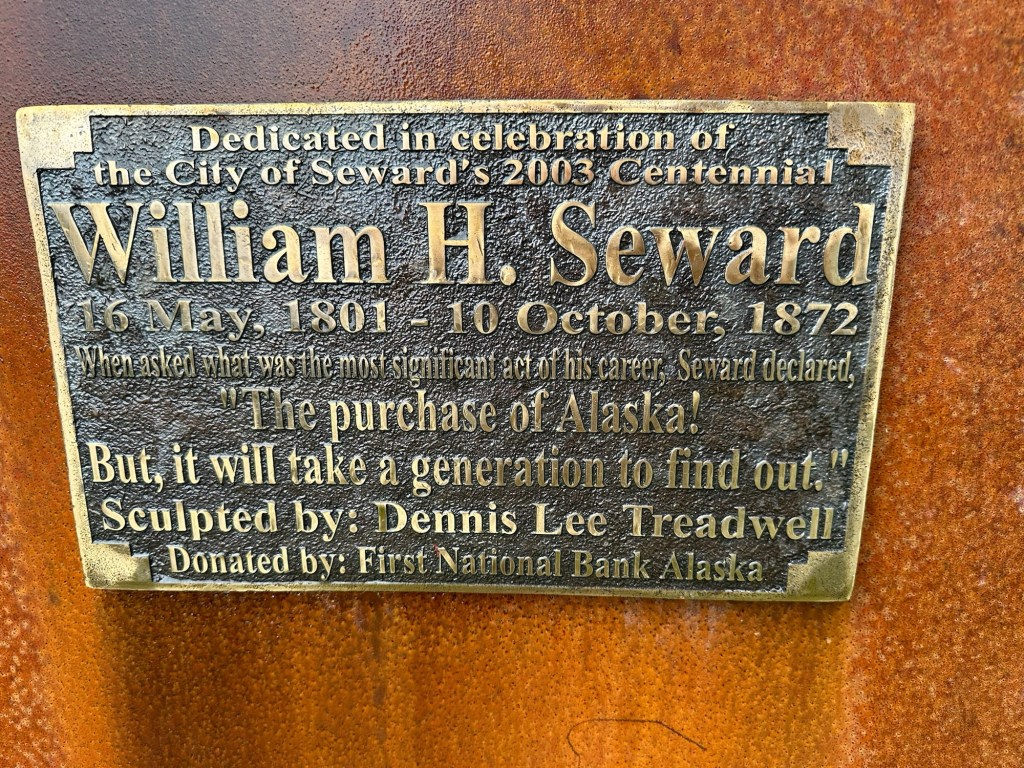 Dedicated in celebration of
the City of Seward's 2003 Centennial
William H. Seward
16 May, 1801 - 10 October, 1872
When asked what was the most significant act of his career, Seward declared,
"The purchase of Alaska!
But, it will take a generation to find out."
Sculpted by: Dennis Lee Treadwell
Donated by: First National Bank Alaska